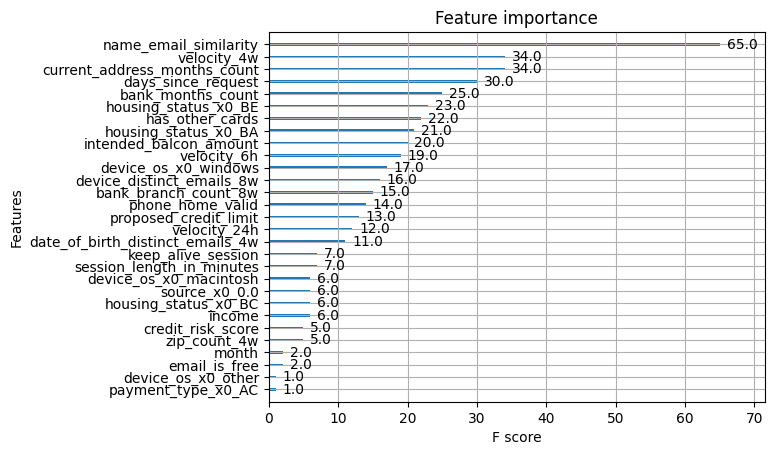 Feature importance
name_email_similarity 65.0
velocity_4w 34.0
current_address_months_count 34.0
days_since_request 30.0
bank_months_count 25.0
housing_status_x0_BE 23.0
has_other_cards 22.0
housing_status_x0_BA 21.0
intended_balcon_amount 20.0
velocity_6h 19.0
device_os_x0_windows 17.0
device_distinct_emails_8w 16.0
bank_branch_count_8w 15.0
phone_home_valid 14.0
proposed_credit_limit 13.0
velocity_24h 12.0
date_of_birth_distinct_emails_4w 11.0
keep_alive_session 7.0
session_length_in_minutes 7.0
device_os_x0_macintosh 6.0
source_x0_0.0 6.0
housing_status_x0_BC 6.0
income 6.0
credit_risk_score 5.0
zip_count_4w 5.0
month 2.0
email_is_free 2.0
device_os_x0_other 1.0
payment_type_x0_AC 1.0
Features
0 10 20 30 40 50 60 70
F score